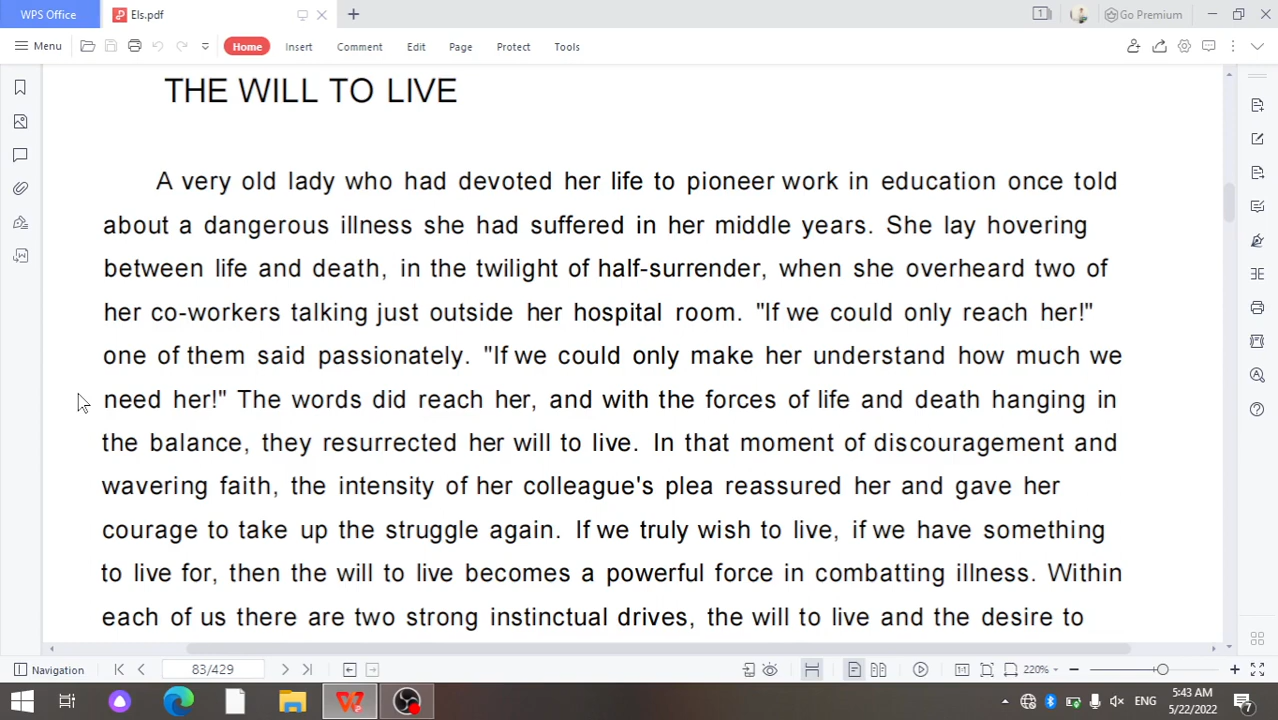 WPS Office
Els.pdf
1
Go Premium
Menu
Home
Insert
Comment
Edit
Page
Protect
Tools
THE WILL TO LIVE
A very old lady who had devoted her life to pioneer work in education once told
about a dangerous illness she had suffered in her middle years. She lay hovering
between life and death, in the twilight of half-surrender, when she overheard two of
her co-workers talking just outside her hospital room. "If we could only reach her!"
one of them said passionately. "If we could only make her understand how much we
need her!" The words did reach her, and with the forces of life and death hanging in
the balance, they resurrected her will to live. In that moment of discouragement and
wavering faith, the intensity of her colleague's plea reassured her and gave her
courage to take up the struggle again. If we truly wish to live, if we have something
to live for, then the will to live becomes a powerful force in combatting illness. Within
each of us there are two strong instinctual drives, the will to live and the desire to
Navigation
83/429
220%
ENG
5:43 AM
5/22/2022
7